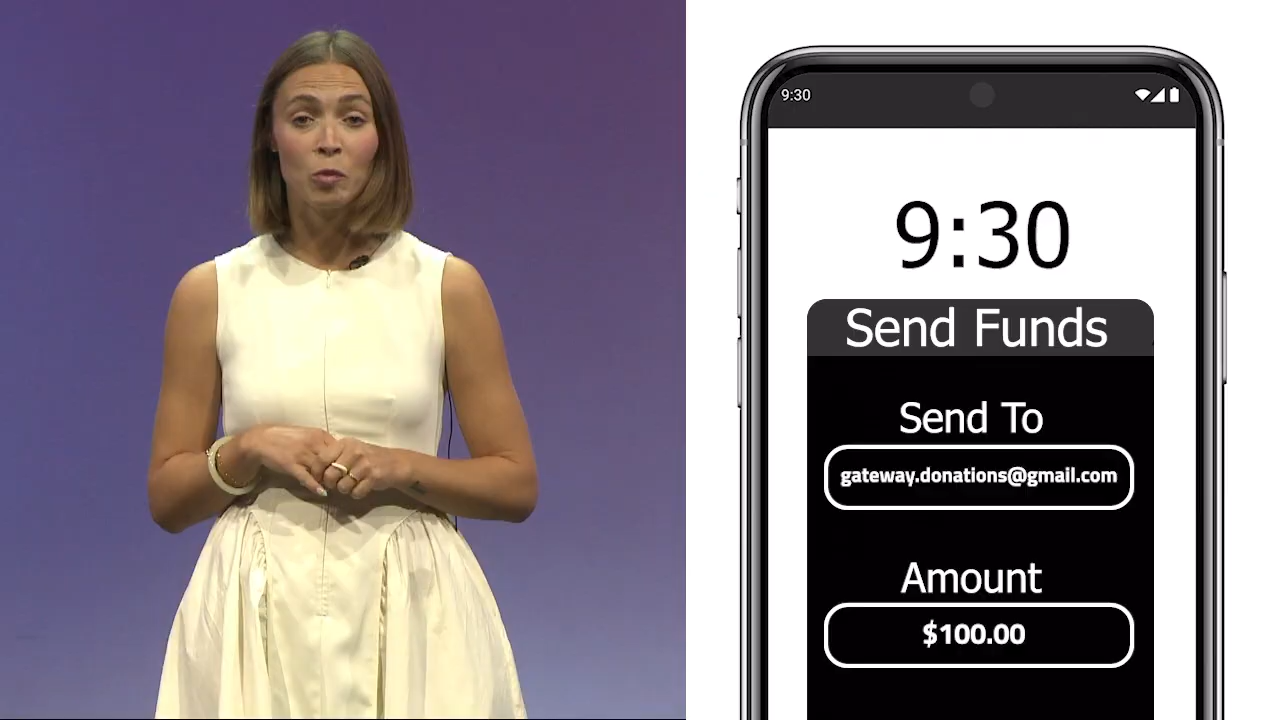 9:30
9:30
Send Funds
Send To
gateway.donations@gmail.com
Amount
$100.00